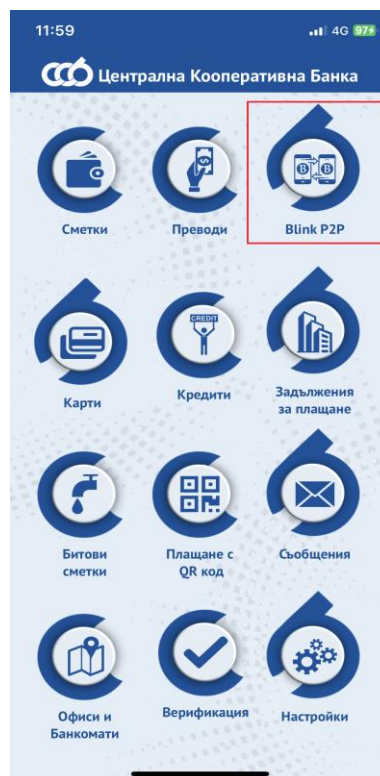 11:59
4G 97
Централна Кооперативна Банка
Сметки
Преводи
Blink P2P
CREDIT
Карти
Кредити
Задължения
за плащане
Битови
сметки
Плащане с
QR код
Съобщения
Офиси и
Банкомати
Верификация
Настройки